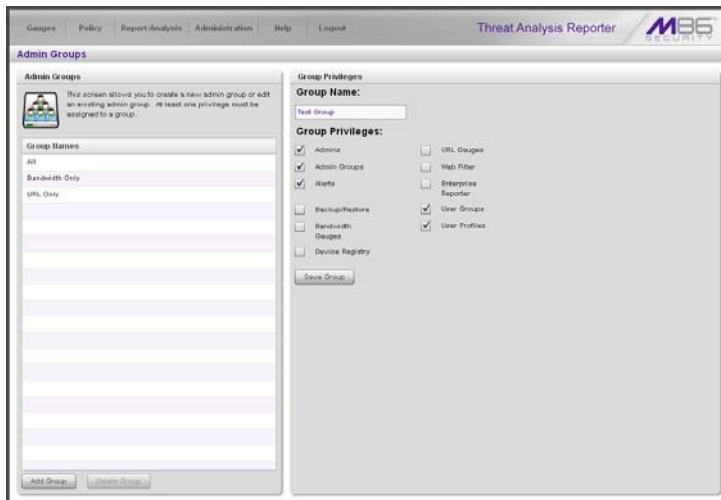 Gauges Policy Report/Analysis Administration Help Logout
Threat Analysis Reporter
M86
SECURITY
Admin Groups
Admin Groups
This screen allows you to create a new admin group or edit
an existing admin group. At least one privilege must be
assigned to a group.
Group Names
All
Bandwidth Only
URL Only
Add Group
Delete Group
Group Privileges
Group Name:
Test Group
Group Privileges:
Admins
URL Gauges
Admin Groups
Web Filter
Alerts
Enterprise
Reporter
Backup/Restore
User Groups
Bandwidth
Gauges
User Profiles
Device Registry
Save Group